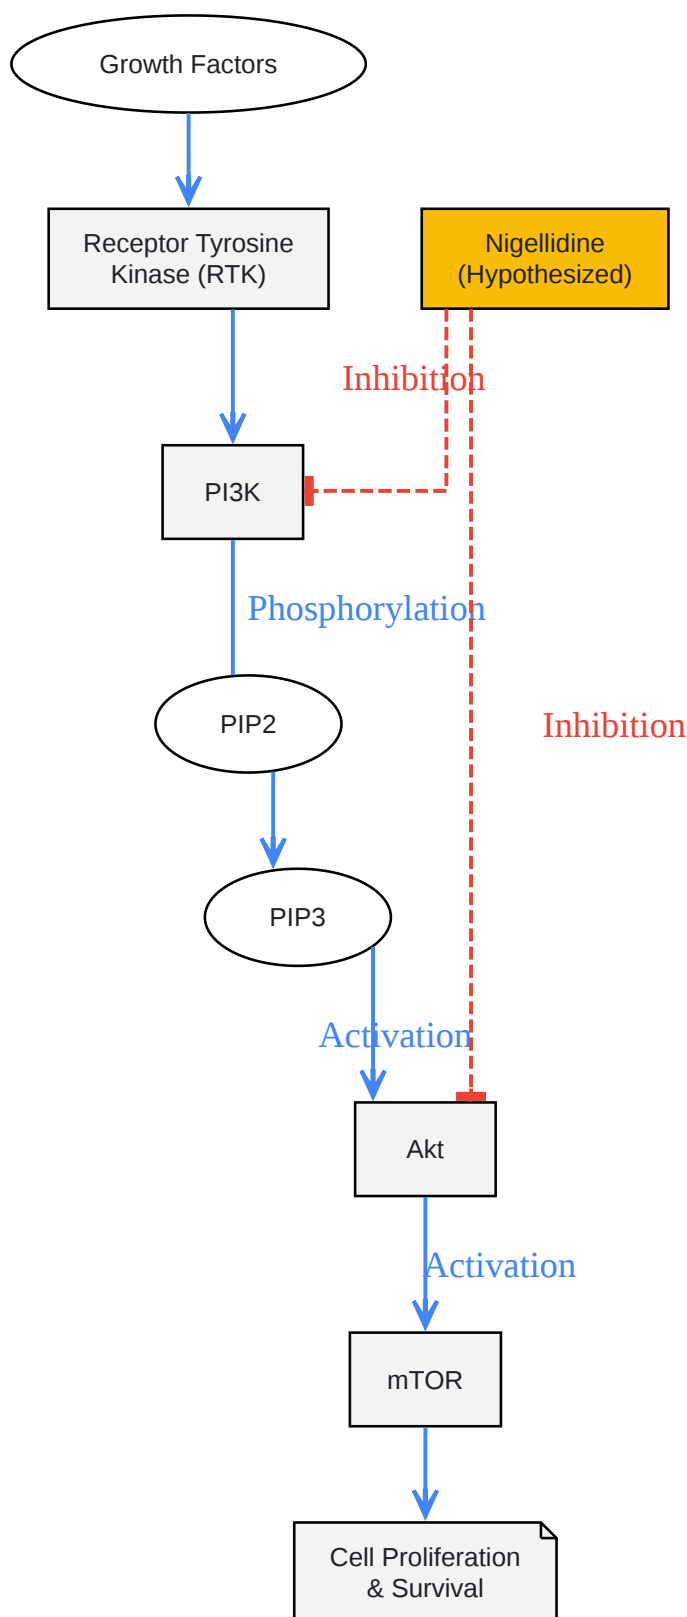 Growth Factors
Receptor Tyrosine
Kinase (RTK)
Nigellidine
(Hypothesized)
Inhibition
PI3K
Phosphorylation
PIP2
Inhibition
PIP3
Activation
Akt
Activation
mTOR
Cell Proliferation
& Survival